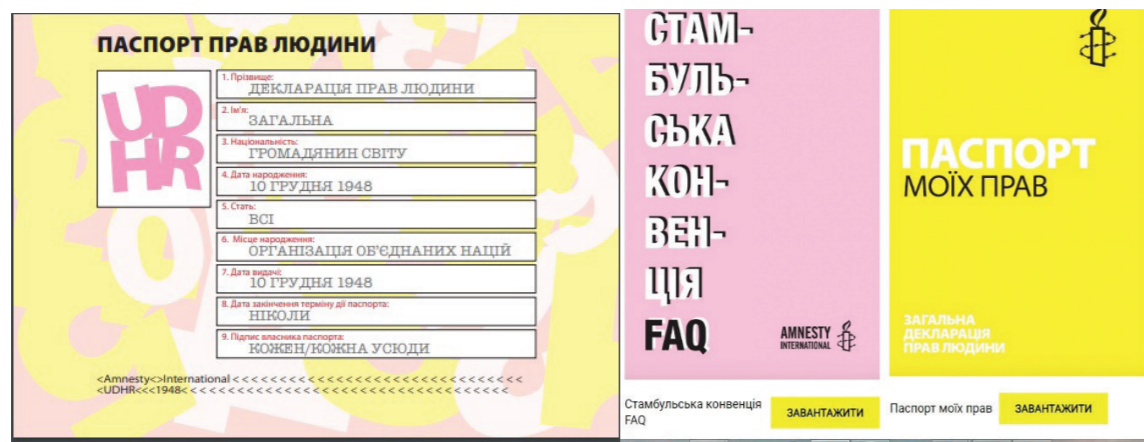 ПАСПОРТ ПРАВ ЛЮДИНИ
UD
HR
1. Прізвище:
ДЕКЛАРАЦІЯ ПРАВ ЛЮДИНИ
2. Ім'я:
ЗАГАЛЬНА
3. Національність:
ГРОМАДЯНИН СВІТУ
4. Дата народження:
10 ГРУДНЯ 1948
5. Стать:
ВСІ
6. Місце народження:
ОРГАНІЗАЦІЯ ОБ'ЄДНАНИХ НАЦІЙ
7. Дата видачі:
10 ГРУДНЯ 1948
8. Дата закінчення терміну дії паспорта:
НІКОЛИ
9. Підпис власника паспорта:
КОЖЕН/КОЖНА УСЮДИ
<Amnesty<>International<<<<<<<<<<<<<<<<<<<<<<<<<<<<<<<
<UDHR<<<1948<<<<<<<<<<<<<<<<<<<<<<<<<<<<<<<<<<<
СТАМ-
БУЛЬ-
СЬКА
КОН-
ВЕН-
ЦІЯ
FAQ
AMNESTY
INTERNATIONAL
Стамбульська конвенція
FAQ
ЗАВАНТАЖИТИ
ПАСПОРТ
МОЇХ ПРАВ
ЗАГАЛЬНА
ДЕКЛАРАЦІЯ
ПРАВ ЛЮДИНИ
Паспорт моїх прав
ЗАВАНТАЖИТИ